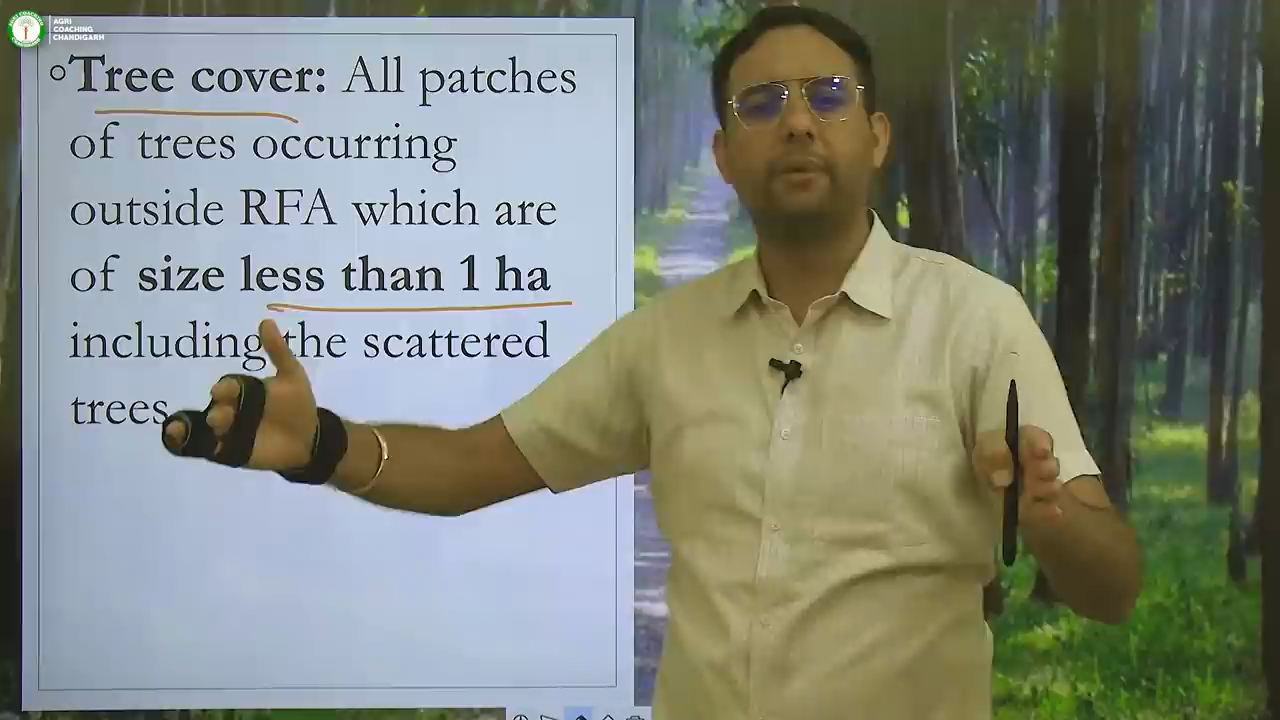 AGRI
COACHING
CHANDIGARH
°Tree cover: All patches
of trees occurring
outside RFA which are
of size less than 1 ha
including the scattered
trees